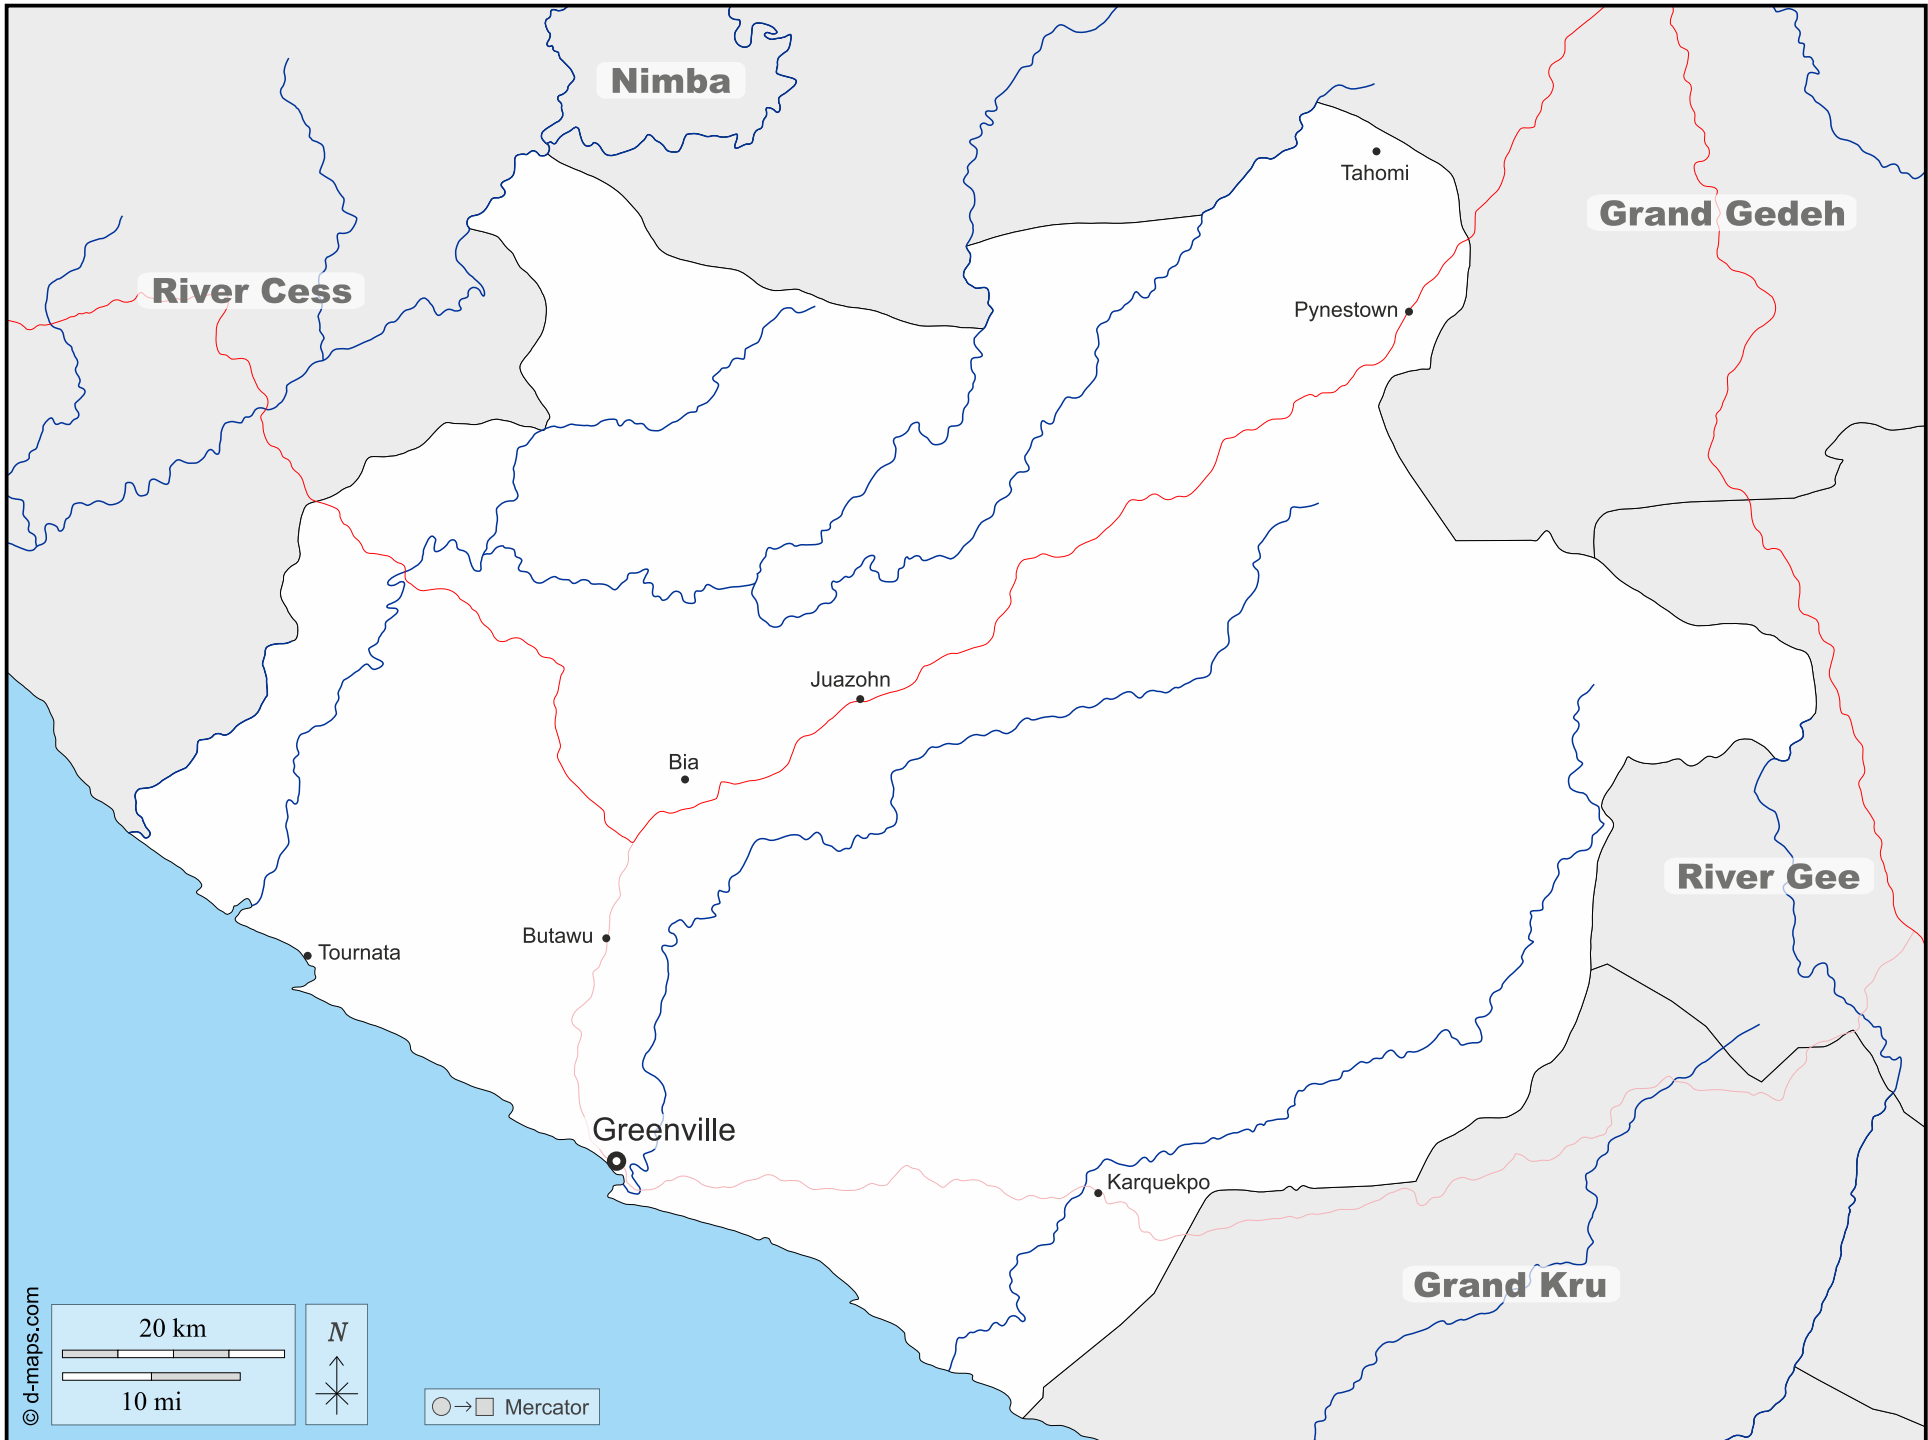 Nimba
Tahomi
Grand Gedeh
River Cess
Pynestown
Juazohn
Bia
River Gee
Butawu
Tournata
Greenville
Karquekpo
Grand Kru
20 km
10 mi
N
Mercator
© d-maps.com